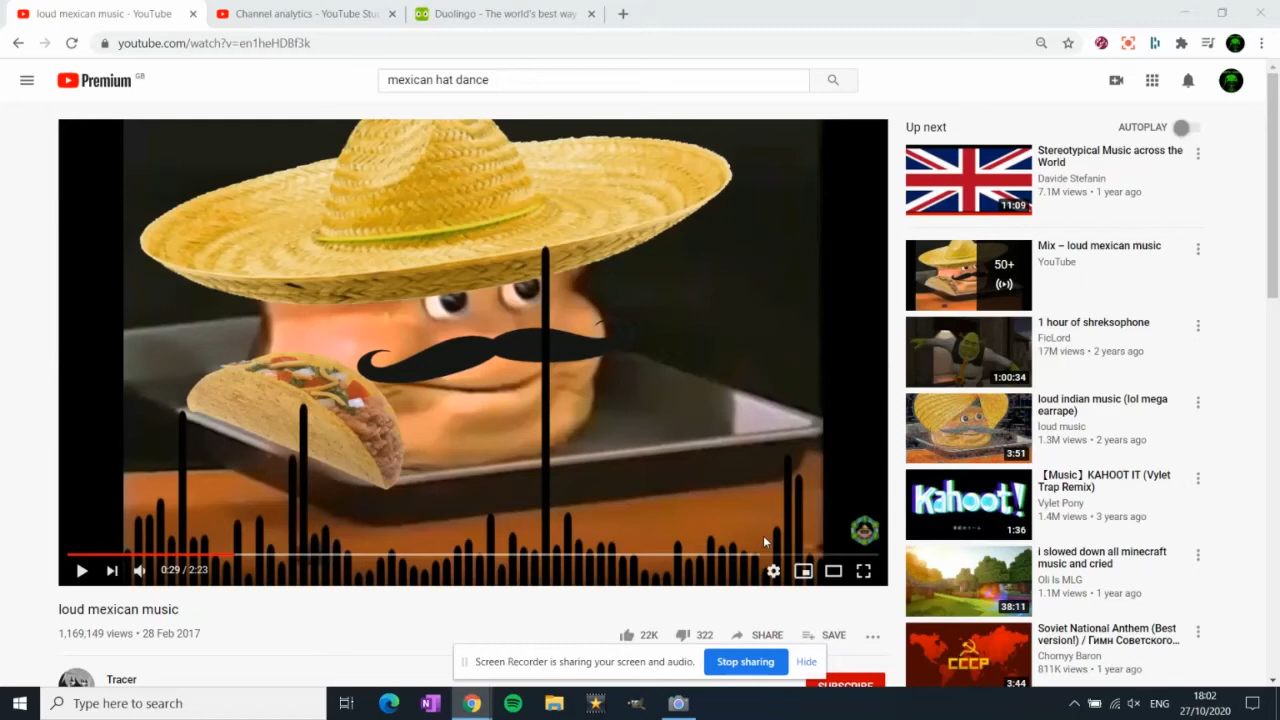 loud mexican music - YouTube
Channel analytics - YouTube Stu
Duolingo - The world's best way
youtube.com/watch?v=en1heHDBf3k
Premium GB
mexican hat dance
Up next
AUTOPLAY
Stereotypical Music across the
World
Davide Stefanin
7.1M views • 1 year ago
11:09
Mix – loud mexican music
YouTube
50+
1 hour of shreksophone
FicLord
17M views • 2 years ago
1:00:34
loud indian music (lol mega
earrape)
loud music
1.3M views • 2 years ago
3:51
【Music】KAHOOT IT (Vylet
Trap Remix)
Vylet Pony
1.4M views • 3 years ago
Kahoot!
1:36
i slowed down all minecraft
music and cried
Oli Is MLG
1.1M views • 1 year ago
38:11
Soviet National Anthem (Best
version!) / Гимн Советского...
Chornyy Baron
811K views • 1 year ago
CCCP
3:44
0:29 / 2:23
loud mexican music
1,169,149 views • 28 Feb 2017
22K
322
SHARE
SAVE
Screen Recorder is sharing your screen and audio.
Stop sharing
Hide
Tracer
SUBSCRIBE
Type here to search
ENG
18:02
27/10/2020